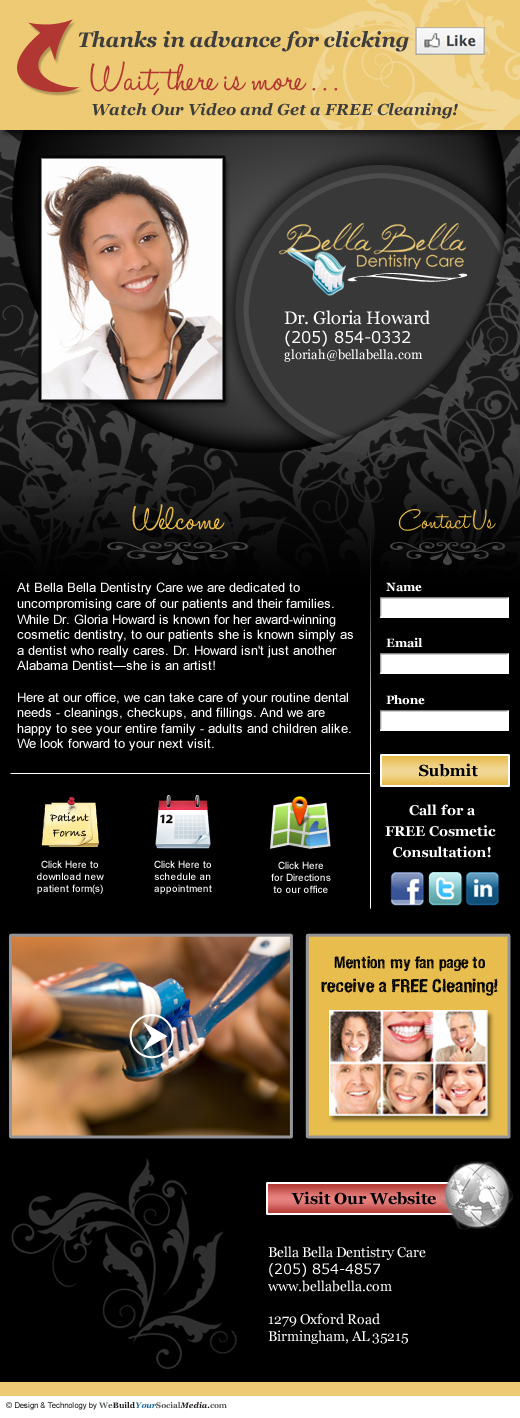 Thanks in advance for clicking Like
Wait, there is more . . .
Watch Our Video and Get a FREE Cleaning!
Bella Bella
Dentistry Care
Dr. Gloria Howard
(205) 854-0332
gloriah@bellabella.com
Welcome
At Bella Bella Dentistry Care we are dedicated to
uncompromising care of our patients and their families.
While Dr. Gloria Howard is known for her award-winning
cosmetic dentistry, to our patients she is known simply as
a dentist who really cares. Dr. Howard isn't just another
Alabama Dentist—she is an artist!
Here at our office, we can take care of your routine dental
needs - cleanings, checkups, and fillings. And we are
happy to see your entire family - adults and children alike.
We look forward to your next visit.
Patient
Forms
Click Here to
download new
patient form(s)
12
Click Here to
schedule an
appointment
Click Here
for Directions
to our office
Contact Us
Name
Email
Phone
Submit
Call for a
FREE Cosmetic
Consultation!
f
t
in
Mention my fan page to
receive a FREE Cleaning!
Visit Our Website
Bella Bella Dentistry Care
(205) 854-4857
www.bellabella.com
1279 Oxford Road
Birmingham, AL 35215
© Design & Technology by WeBuildYourSocialMedia.com